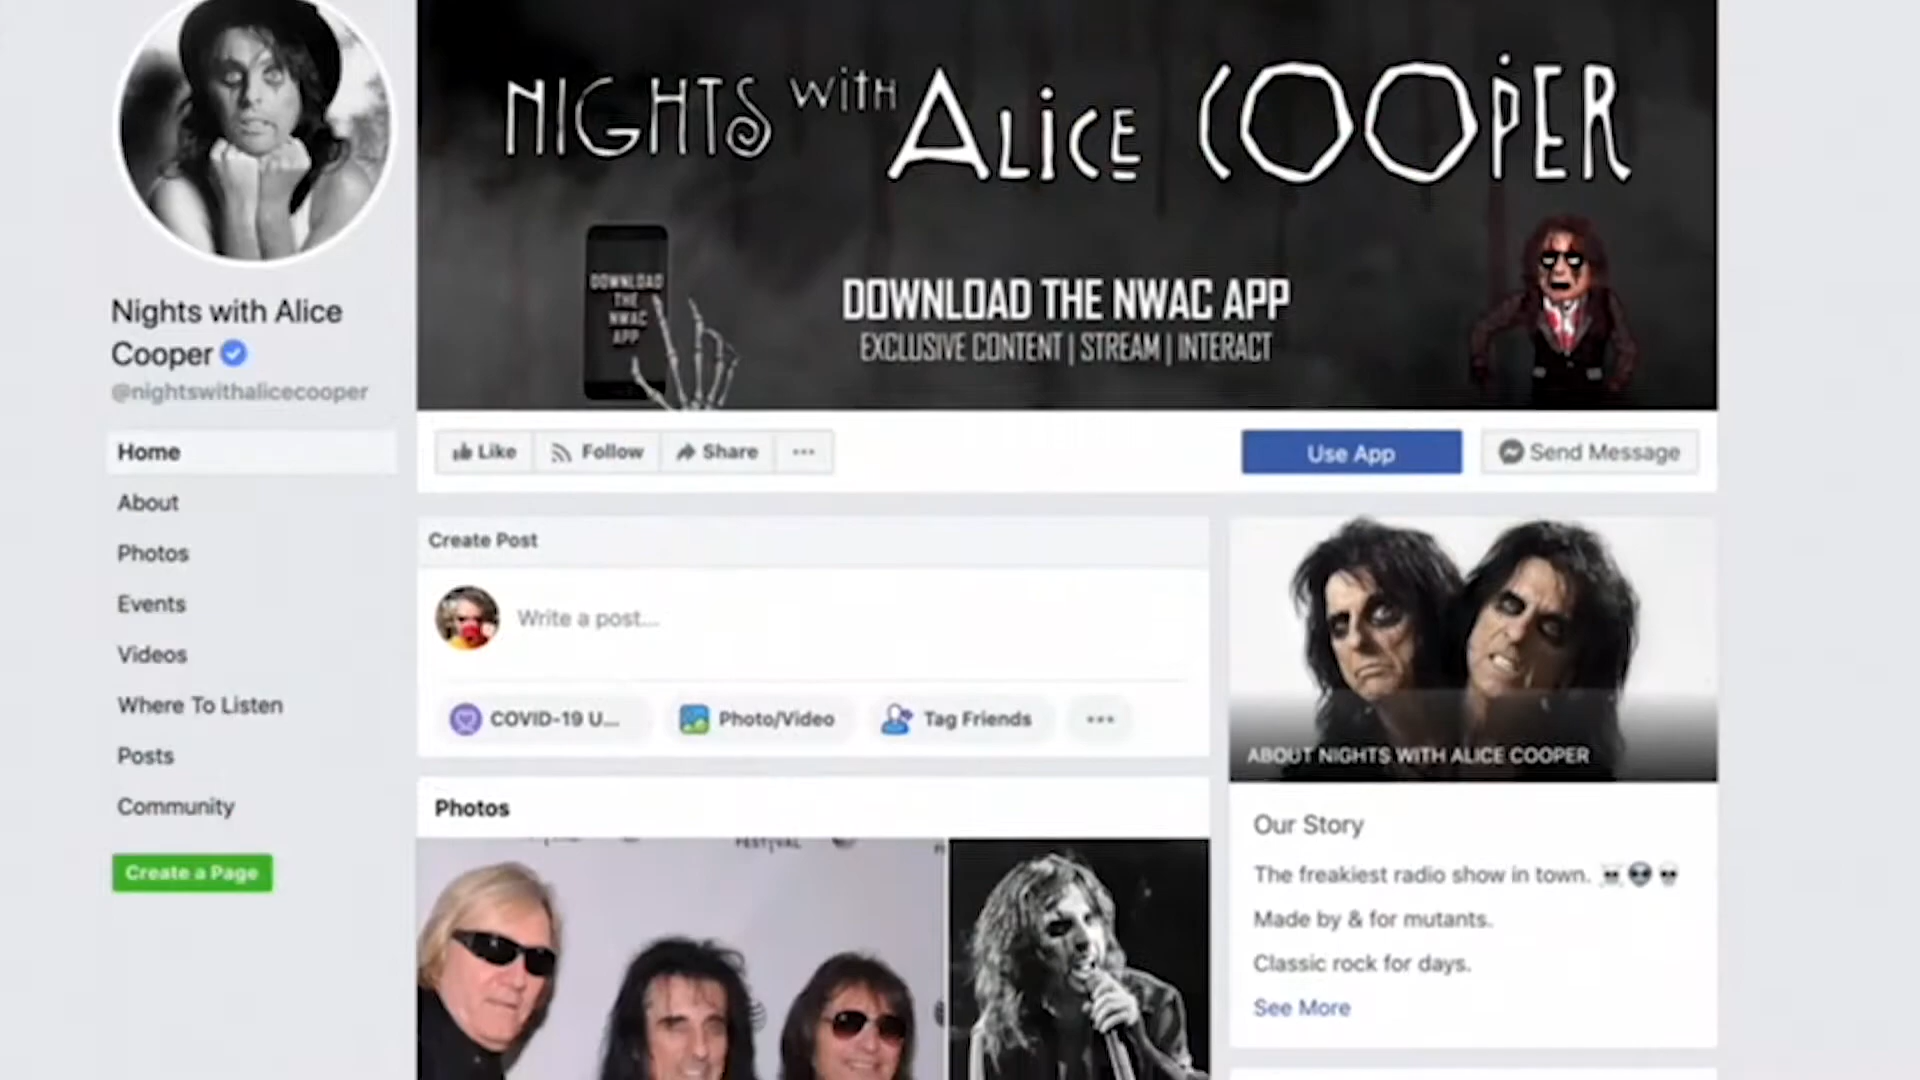 NIGHTS WITH ALICE COOPER
DOWNLOAD
THE
NWAC
APP
DOWNLOAD THE NWAC APP
EXCLUSIVE CONTENT | STREAM | INTERACT
Nights with Alice
Cooper
@nightswithalicecooper
Home
About
Photos
Events
Videos
Where To Listen
Posts
Community
Create a Page
Like
Follow
Share
Use App
Send Message
Create Post
Write a post...
COVID-19 U...
Photo/Video
Tag Friends
Photos
FESTIVAL
ABOUT NIGHTS WITH ALICE COOPER
Our Story
The freakiest radio show in town. ☠️👽💀
Made by & for mutants.
Classic rock for days.
See More